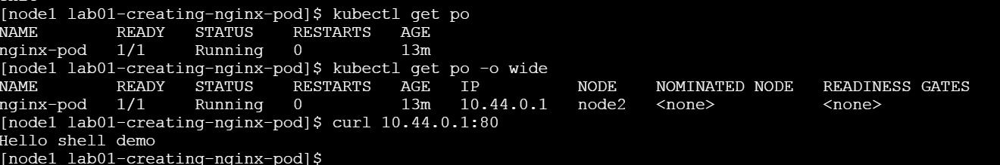 [node1 lab01-creating-nginx-pod]$ kubectl get po
NAME        READY   STATUS    RESTARTS   AGE
nginx-pod   1/1     Running   0          13m
[node1 lab01-creating-nginx-pod]$ kubectl get po -o wide
NAME        READY   STATUS    RESTARTS   AGE   IP          NODE    NOMINATED NODE   READINESS GATES
nginx-pod   1/1     Running   0          13m   10.44.0.1   node2   <none>           <none>
[node1 lab01-creating-nginx-pod]$ curl 10.44.0.1:80
Hello shell demo
[node1 lab01-creating-nginx-pod]$